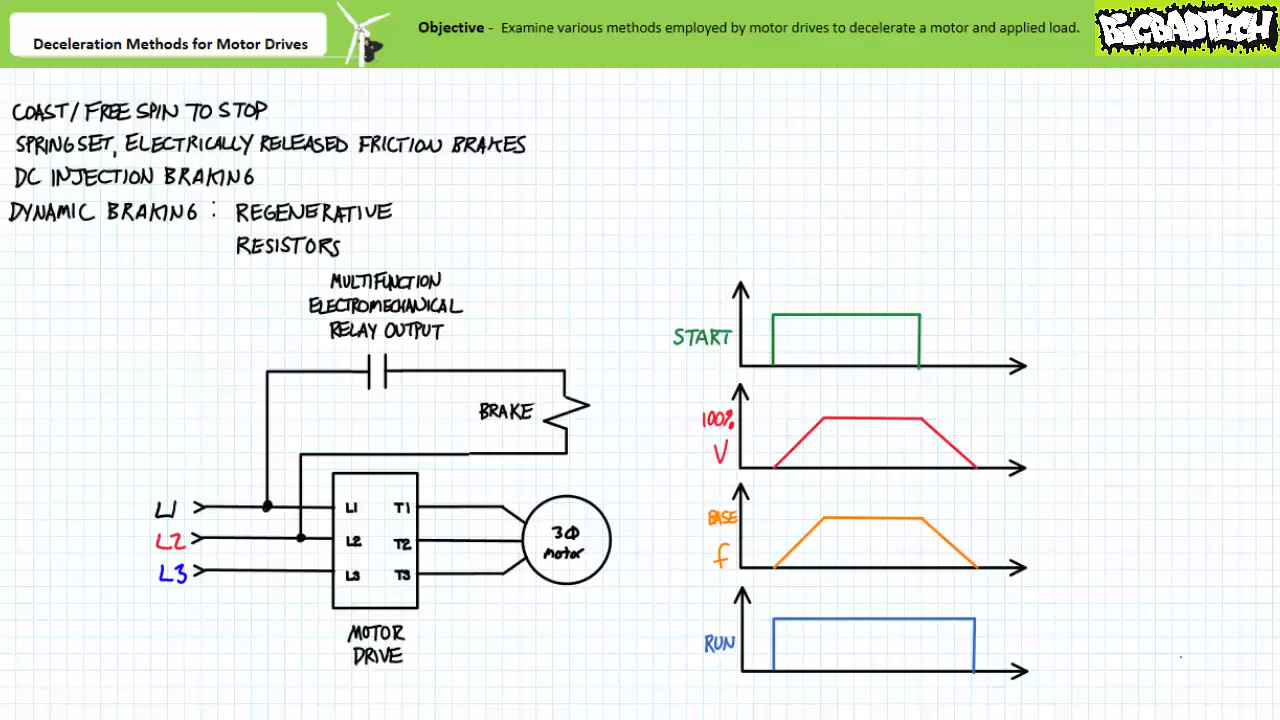 Deceleration Methods for Motor Drives
Objective - Examine various methods employed by motor drives to decelerate a motor and applied load.
BIGBADTECH
COAST/FREE SPIN TO STOP
SPRING SET, ELECTRICALLY RELEASED FRICTION BRAKES
DC INJECTION BRAKING
DYNAMIC BRAKING : REGENERATIVE
RESISTORS
MULTIFUNCTION
ELECTROMECHANICAL
RELAY OUTPUT
BRAKE
L1
L2
L3
L1
L2
L3
T1
T2
T3
3Φ
motor
MOTOR
DRIVE
START
100%
V
BASE
f
RUN